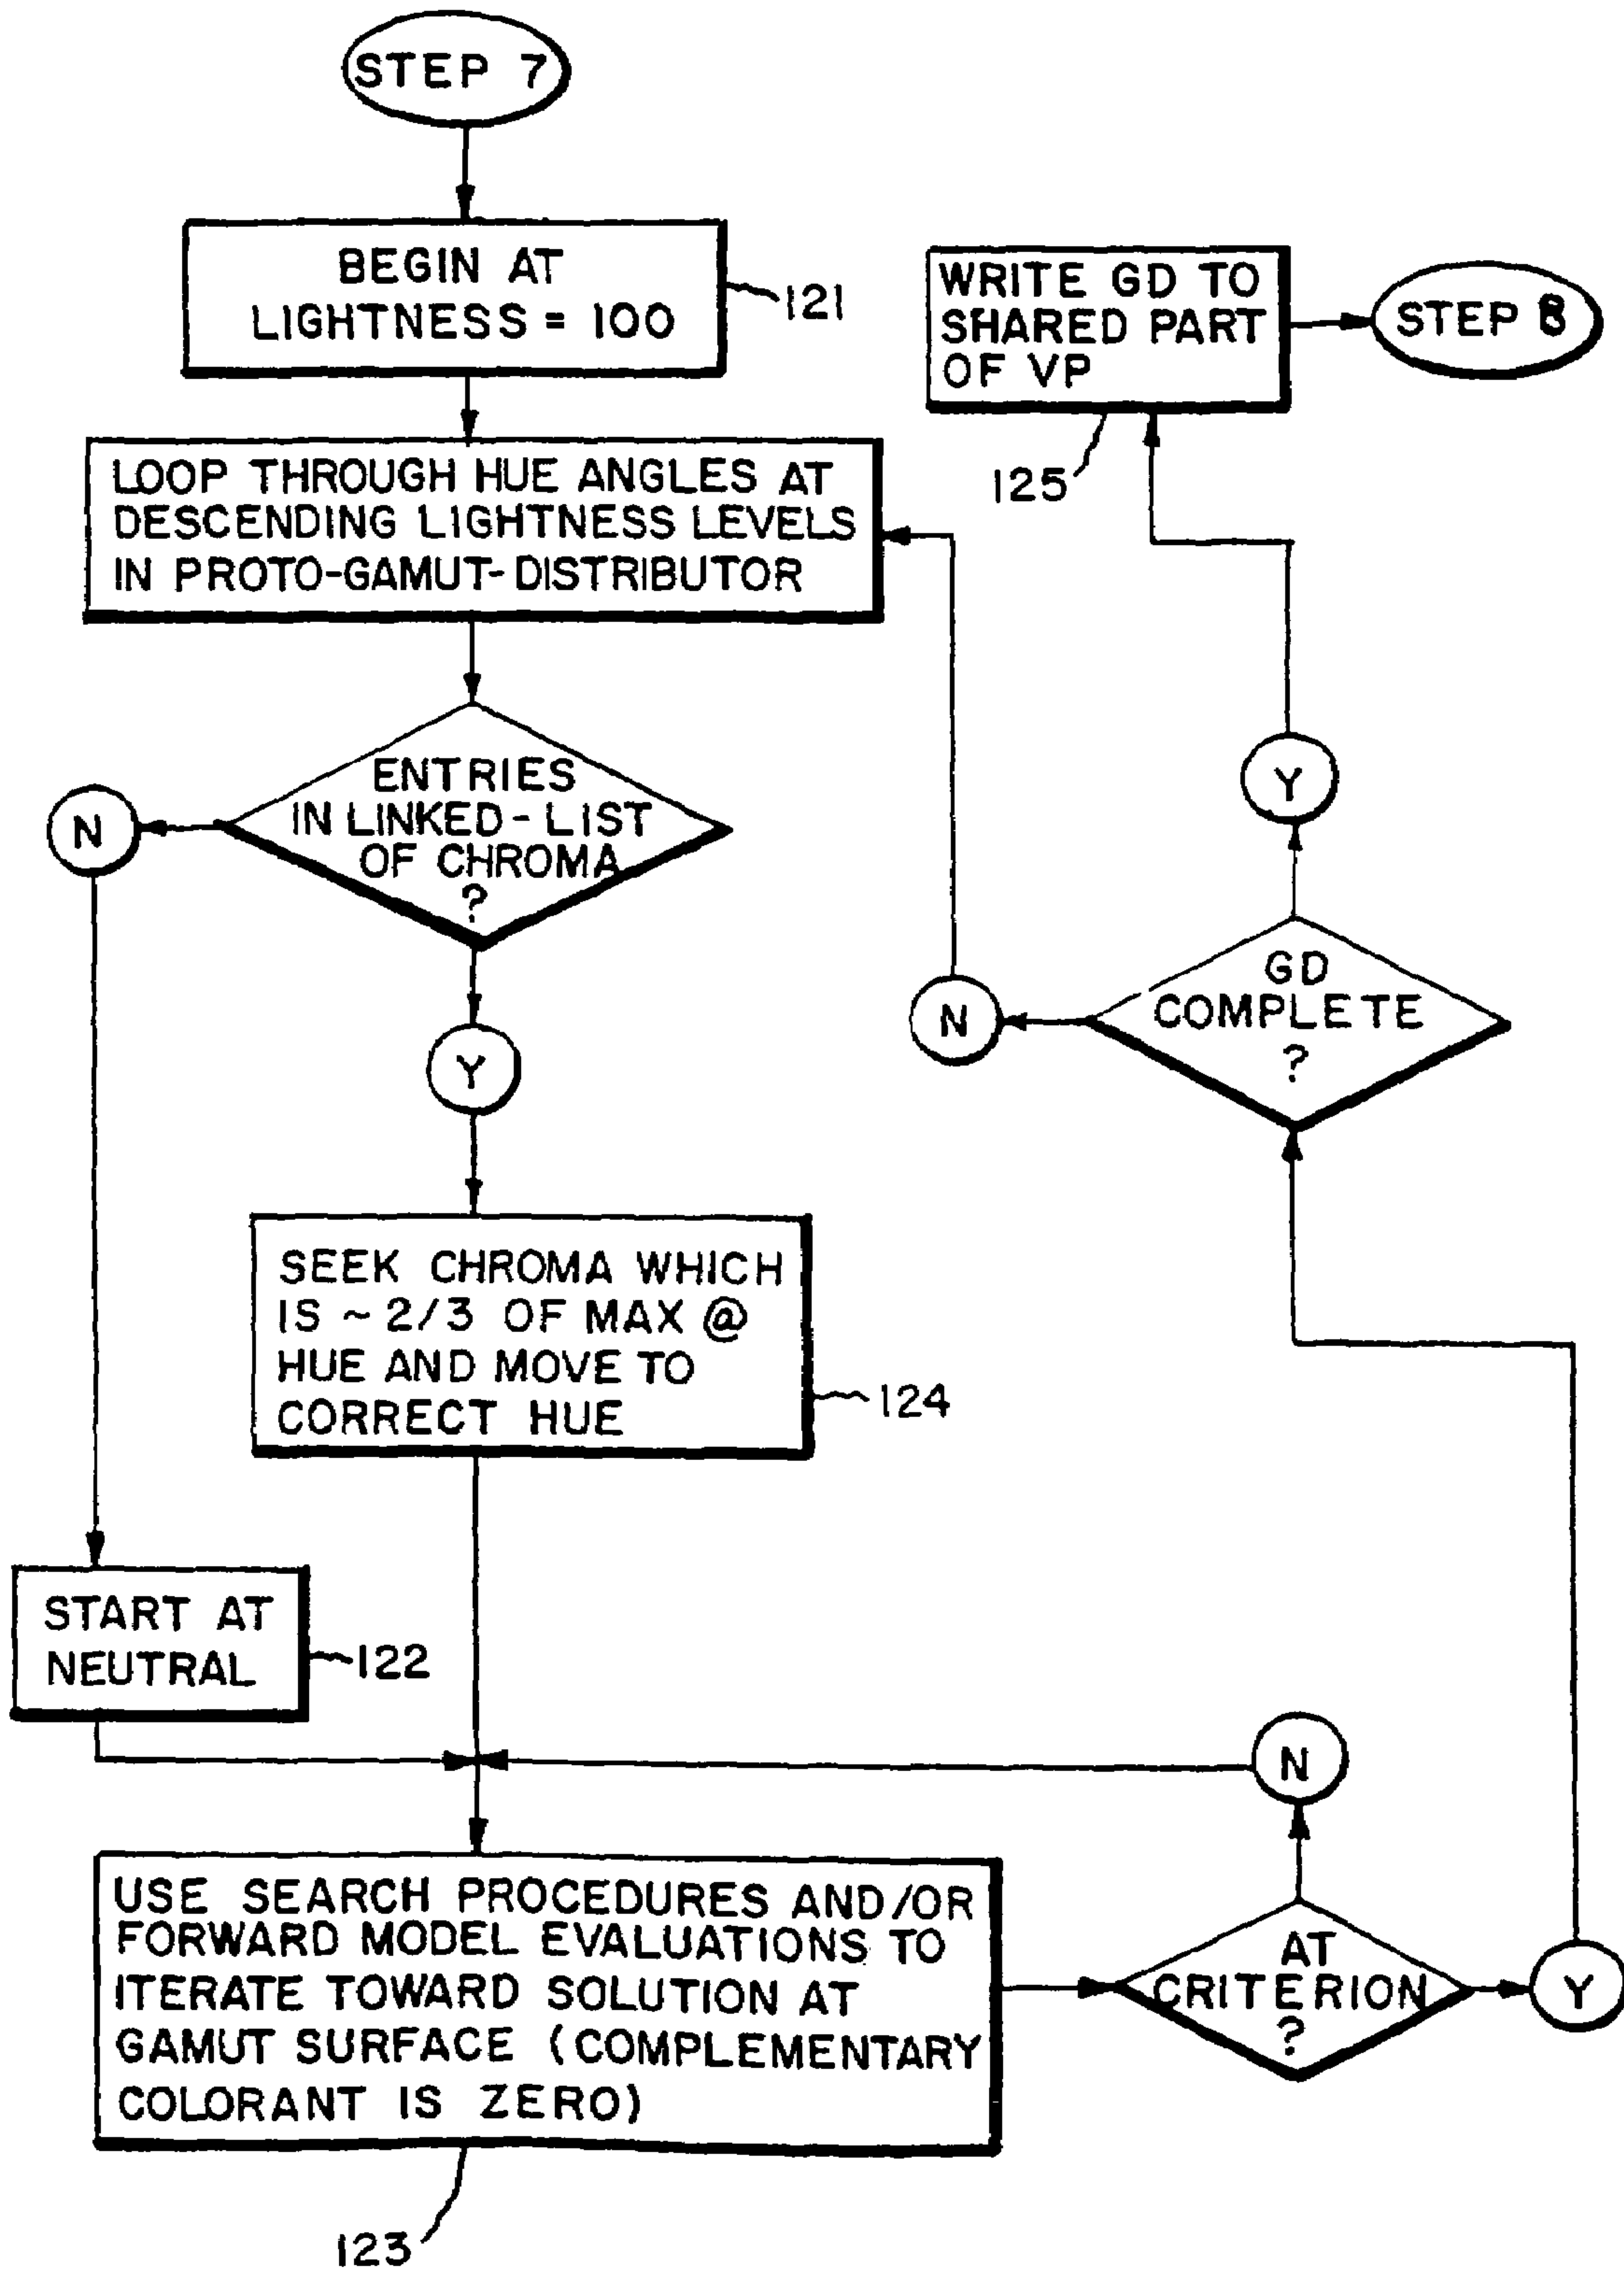 STEP 7
BEGIN AT
LIGHTNESS = 100
121
LOOP THROUGH HUE ANGLES AT
DESCENDING LIGHTNESS LEVELS
IN PROTO-GAMUT-DISTRIBUTOR
ENTRIES
IN LINKED-LIST
OF CHROMA
?
N
Y
SEEK CHROMA WHICH
IS ~ 2/3 OF MAX @
HUE AND MOVE TO
CORRECT HUE
124
START AT
NEUTRAL
122
USE SEARCH PROCEDURES AND/OR
FORWARD MODEL EVALUATIONS TO
ITERATE TOWARD SOLUTION AT
GAMUT SURFACE (COMPLEMENTARY
COLORANT IS ZERO)
123
AT
CRITERION
?
N
Y
GD
COMPLETE
?
N
Y
WRITE GD TO
SHARED PART
OF VP
125
STEP 8